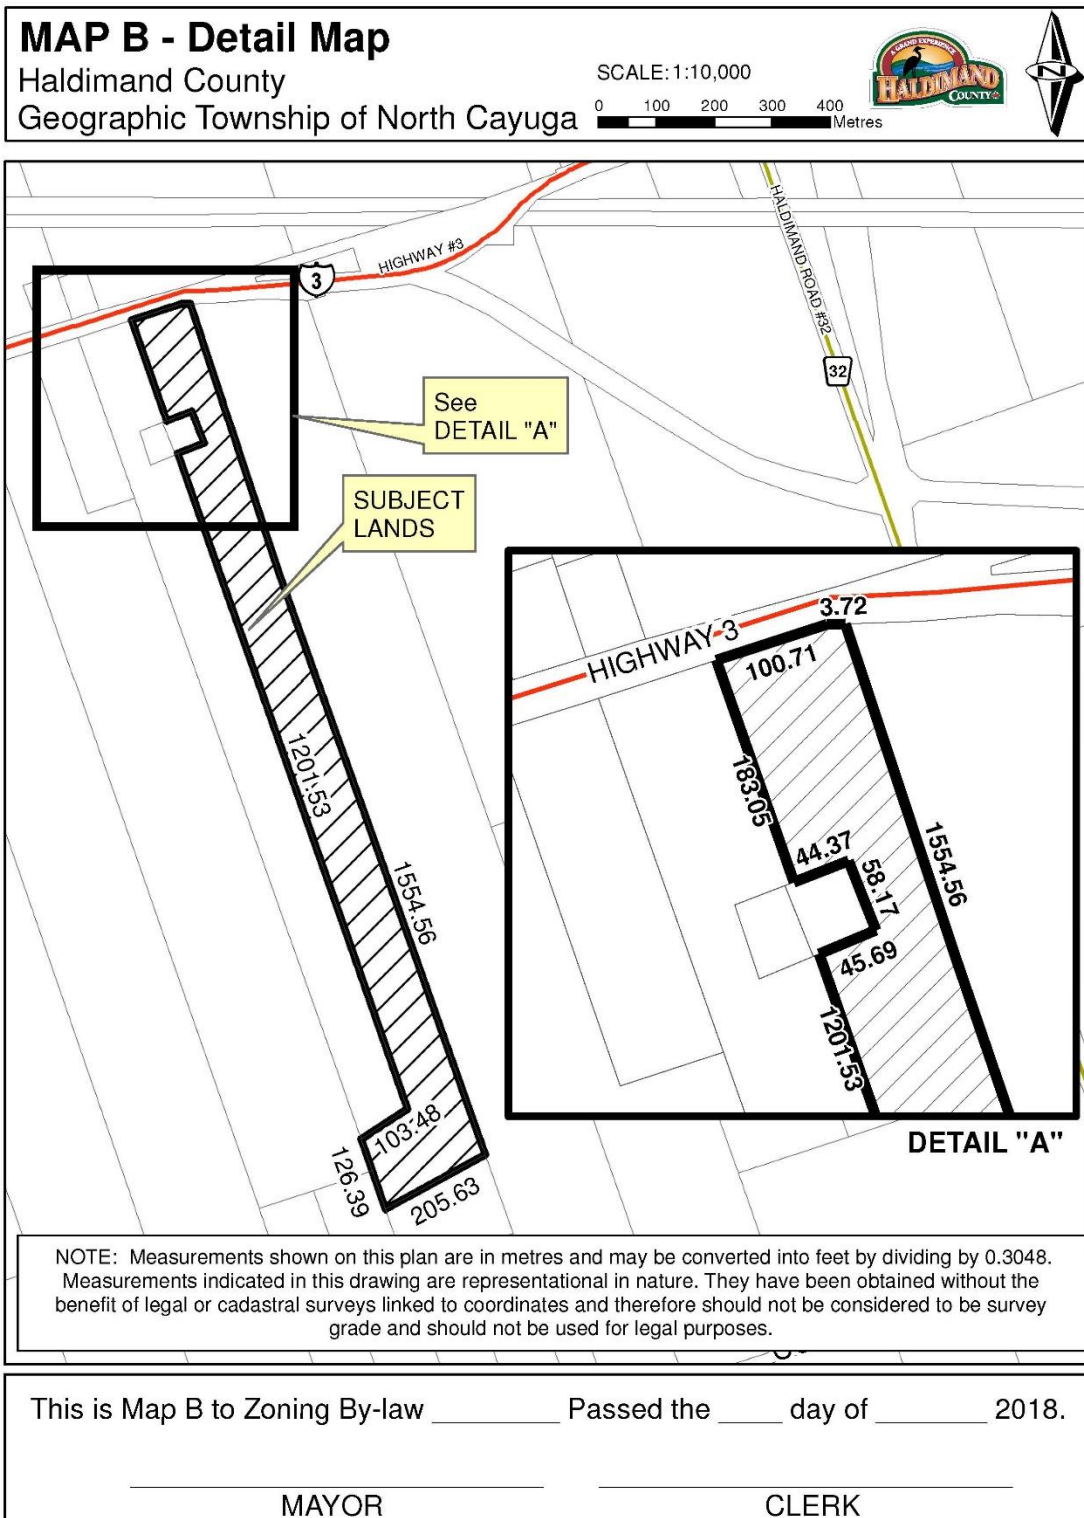 MAP B - Detail Map
Haldimand County
Geographic Township of North Cayuga
SCALE: 1:10,000
0 100 200 300 400
Metres
A GRAND EXPERIENCE
HALDIMAND
COUNTY
N
HIGHWAY #3
3
HALDIMAND ROAD #32
32
See
DETAIL "A"
SUBJECT
LANDS
1201.53
1554.56
103.48
126.39
205.63
HIGHWAY 3
3.72
100.71
183.05
44.37
58.17
1554.56
45.69
1201.53
DETAIL "A"
NOTE: Measurements shown on this plan are in metres and may be converted into feet by dividing by 0.3048.
Measurements indicated in this drawing are representational in nature. They have been obtained without the
benefit of legal or cadastral surveys linked to coordinates and therefore should not be considered to be survey
grade and should not be used for legal purposes.
This is Map B to Zoning By-law _________ Passed the ____ day of _______ 2018.
MAYOR
CLERK